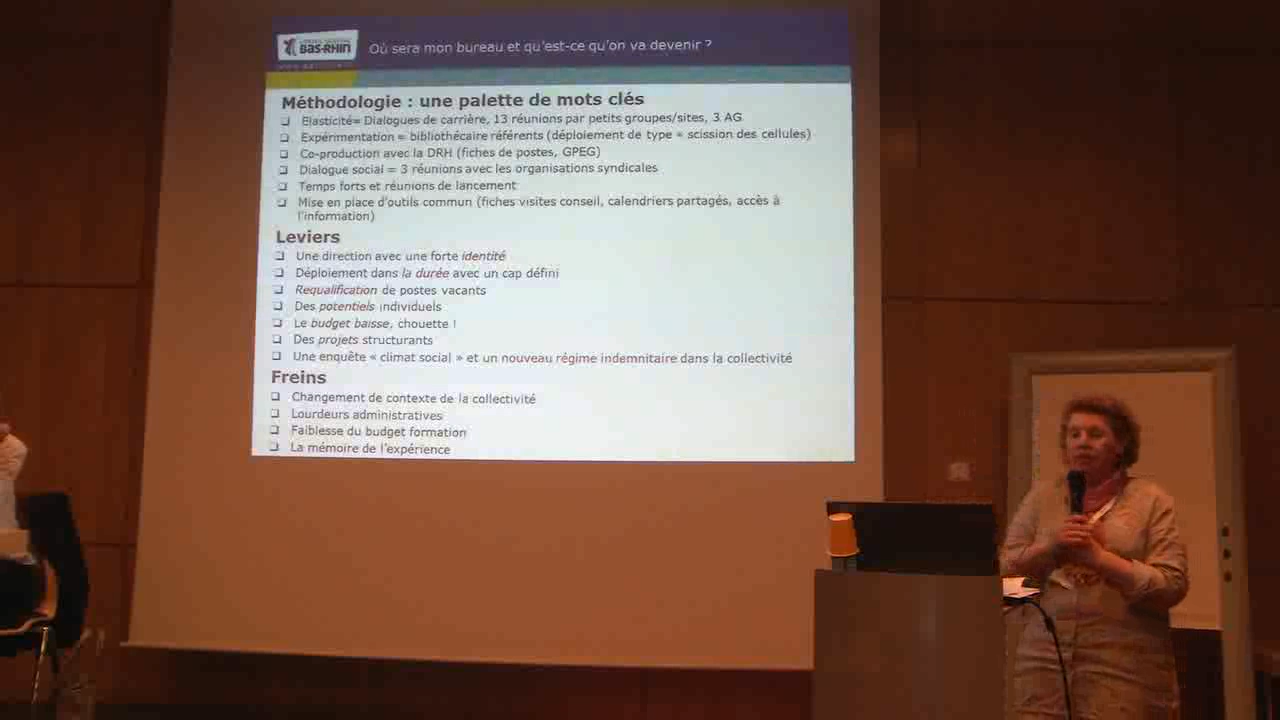 BAS-RHIN
Où sera mon bureau et qu'est-ce qu'on va devenir ?
Méthodologie : une palette de mots clés
❑ Elasticité= Dialogues de carrière, 13 réunions par petits groupes/sites, 3 AG
❑ Expérimentation = bibliothécaire référents (déploiement de type « scission des cellules)
❑ Co-production avec la DRH (fiches de postes, GPEG)
❑ Dialogue social = 3 réunions avec les organisations syndicales
❑ Temps forts et réunions de lancement
❑ Mise en place d'outils commun (fiches visites conseil, calendriers partagés, accès à
l'information)
Leviers
❑ Une direction avec une forte identité
❑ Déploiement dans la durée avec un cap défini
❑ Requalification de postes vacants
❑ Des potentiels individuels
❑ Le budget baisse, chouette !
❑ Des projets structurants
❑ Une enquête « climat social » et un nouveau régime indemnitaire dans la collectivité
Freins
❑ Changement de contexte de la collectivité
❑ Lourdeurs administratives
❑ Faiblesse du budget formation
❑ La mémoire de l'expérience